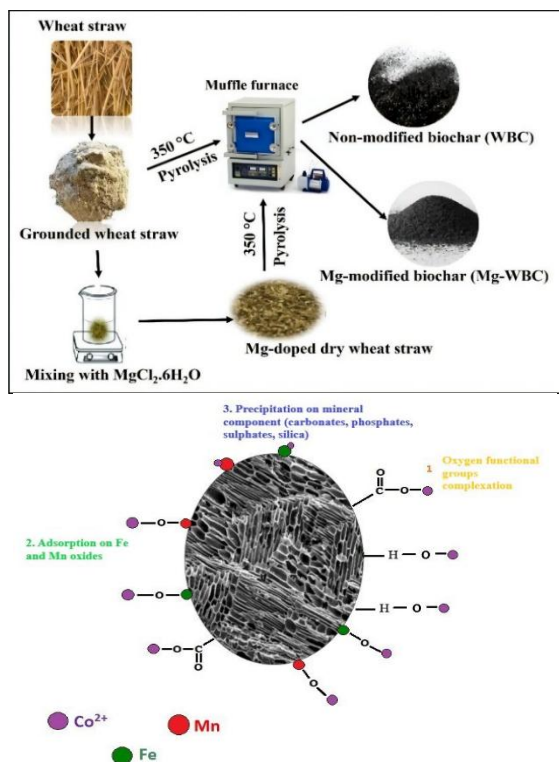 Wheat straw
Muffle furnace
350 °C
Pyrolysis
Non-modified biochar (WBC)
Grounded wheat straw
350 °C
Pyrolysis
Mg-modified biochar (Mg-WBC)
Mg-doped dry wheat straw
Mixing with MgCl₂.6H₂O
3. Precipitation on mineral
component (carbonates, phosphates,
sulphates, silica)
1 Oxygen functional
groups
complexation
2. Adsorption on Fe
and Mn oxides
C O
O
O
H O
O
H O
O C
O
O
O
Co²⁺
Mn
Fe